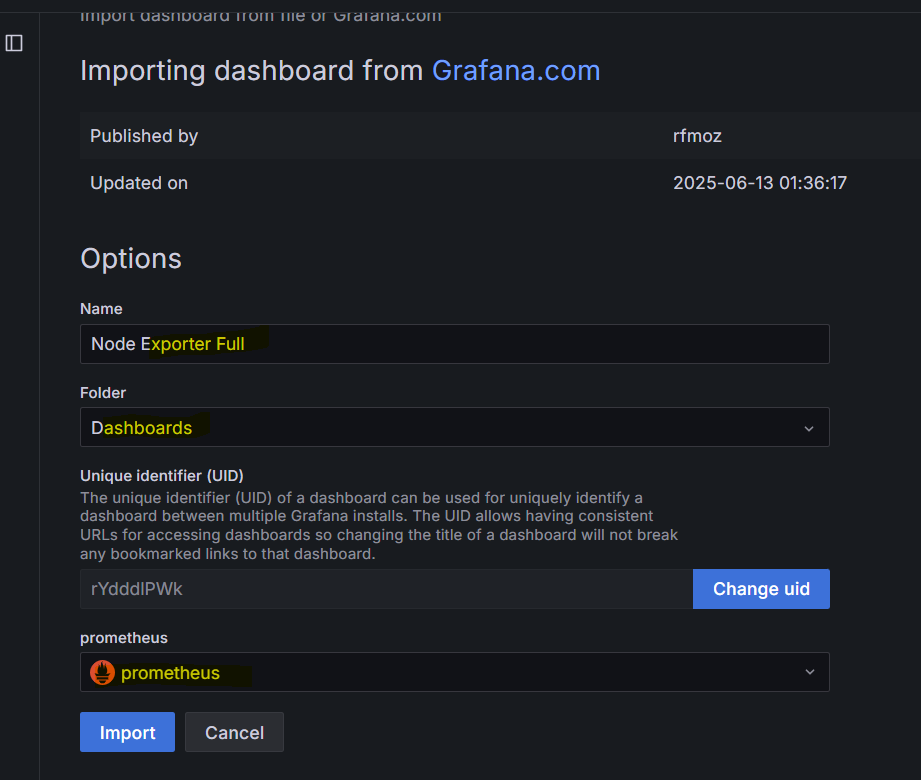 Import dashboard from file or Grafana.com
Importing dashboard from Grafana.com
Published by rfmoz
Updated on 2025-06-13 01:36:17
Options
Name
Node Exporter Full
Folder
Dashboards
Unique identifier (UID)
The unique identifier (UID) of a dashboard can be used for uniquely identify a
dashboard between multiple Grafana installs. The UID allows having consistent
URLs for accessing dashboards so changing the title of a dashboard will not break
any bookmarked links to that dashboard.
rYdddlPWk Change uid
prometheus
prometheus
Import Cancel